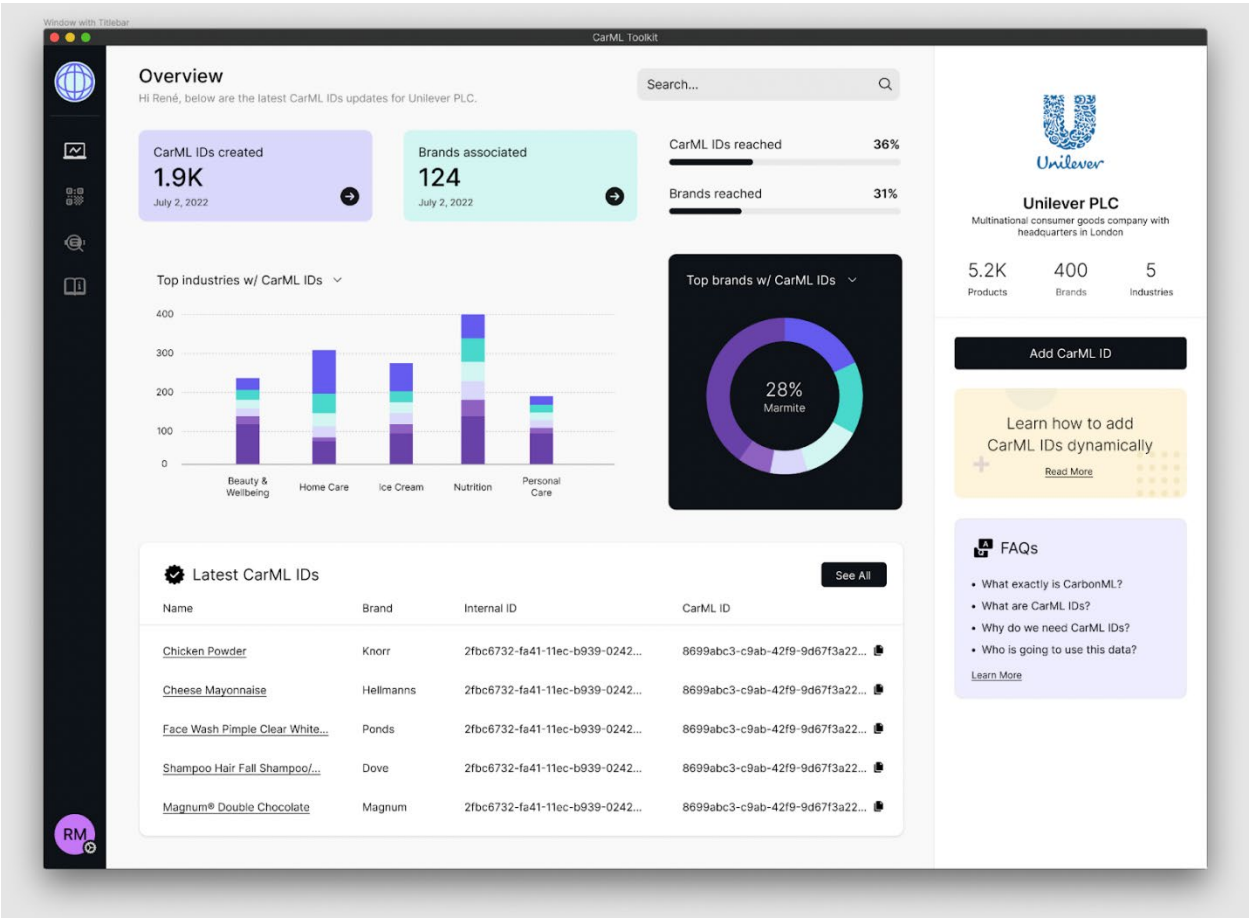 Window with Titlebar
CarML Toolkit
Overview
Hi René, below are the latest CarML IDs updates for Unilever PLC.
Search...
CarML IDs created
1.9K
July 2, 2022
Brands associated
124
July 2, 2022
CarML IDs reached 36%
Brands reached 31%
Top industries w/ CarML IDs
400
300
200
100
0
Beauty &
Wellbeing
Home Care
Ice Cream
Nutrition
Personal
Care
Top brands w/ CarML IDs
28%
Marmite
Latest CarML IDs
See All
Name Brand Internal ID CarML ID
Chicken Powder Knorr 2fbc6732-fa41-11ec-b939-0242... 8699abc3-c9ab-42f9-9d67f3a22...
Cheese Mayonnaise Hellmanns 2fbc6732-fa41-11ec-b939-0242... 8699abc3-c9ab-42f9-9d67f3a22...
Face Wash Pimple Clear White... Ponds 2fbc6732-fa41-11ec-b939-0242... 8699abc3-c9ab-42f9-9d67f3a22...
Shampoo Hair Fall Shampoo/... Dove 2fbc6732-fa41-11ec-b939-0242... 8699abc3-c9ab-42f9-9d67f3a22...
Magnum® Double Chocolate Magnum 2fbc6732-fa41-11ec-b939-0242... 8699abc3-c9ab-42f9-9d67f3a22...
RM
Unilever
Unilever PLC
Multinational consumer goods company with
headquarters in London
5.2K 400 5
Products Brands Industries
Add CarML ID
Learn how to add
CarML IDs dynamically
Read More
FAQs
• What exactly is CarbonML?
• What are CarML IDs?
• Why do we need CarML IDs?
• Who is going to use this data?
Learn More